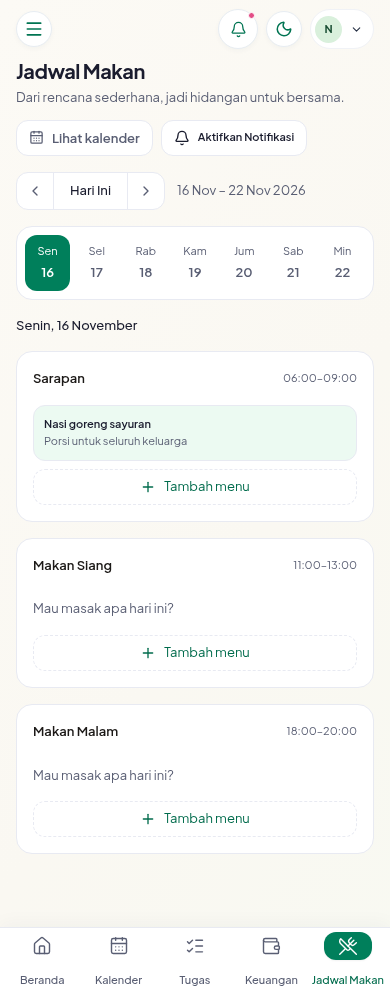 N
Jadwal Makan
Dari rencana sederhana, jadi hidangan untuk bersama.
Lihat kalender
Aktifkan Notifikasi
Hari Ini
16 Nov – 22 Nov 2026
Sen Sel Rab Kam Jum Sab Min
16 17 18 19 20 21 22
Senin, 16 November
Sarapan 06:00–09:00
Nasi goreng sayuran
Porsi untuk seluruh keluarga
+ Tambah menu
Makan Siang 11:00–13:00
Mau masak apa hari ini?
+ Tambah menu
Makan Malam 18:00–20:00
Mau masak apa hari ini?
+ Tambah menu
Beranda Kalender Tugas Keuangan Jadwal Makan